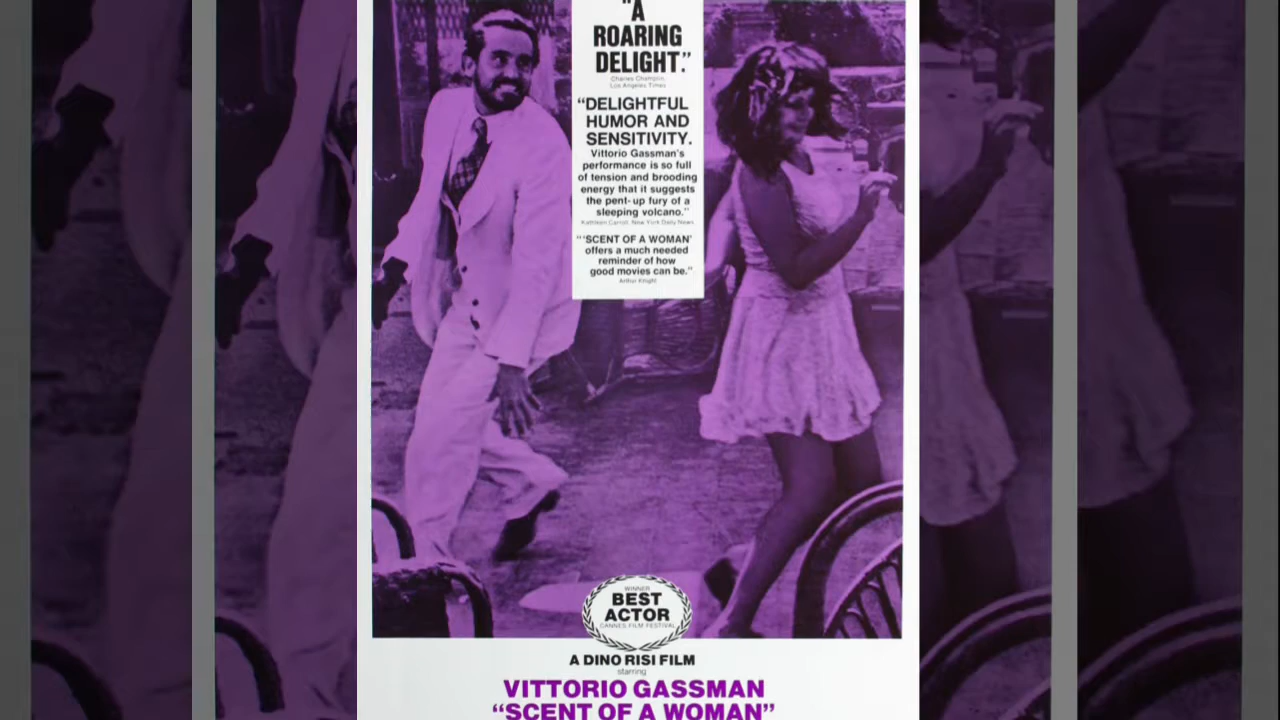 "A
ROARING
DELIGHT."
Charles Champlin,
Los Angeles Times
"DELIGHTFUL
HUMOR AND
SENSITIVITY.
Vittorio Gassman's
performance is so full
of tension and brooding
energy that it suggests
the pent-up fury of a
sleeping volcano."
Kathleen Carroll, New York Daily News
"'SCENT OF A WOMAN'
offers a much needed
reminder of how
good movies can be."
Arthur Knight
WINNER
BEST
ACTOR
CANNES FILM FESTIVAL
A DINO RISI FILM
starring
VITTORIO GASSMAN
"SCENT OF A WOMAN"